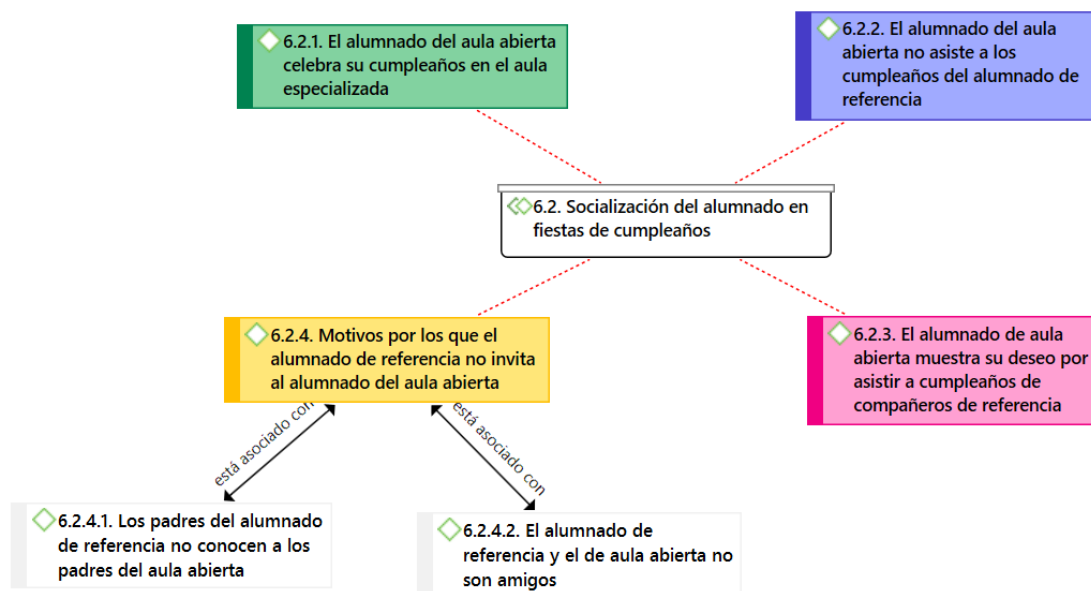 6.2.1. El alumnado del aula abierta
celebra su cumpleaños en el aula
especializada
6.2.2. El alumnado del aula
abierta no asiste a los
cumpleaños del alumnado de
referencia
6.2. Socialización del alumnado en
fiestas de cumpleaños
6.2.4. Motivos por los que el
alumnado de referencia no invita
al alumnado del aula abierta
6.2.3. El alumnado de aula
abierta muestra su deseo por
asistir a cumpleaños de
compañeros de referencia
está asociado con
está asociado con
6.2.4.1. Los padres del alumnado
de referencia no conocen a los
padres del aula abierta
6.2.4.2. El alumnado de
referencia y el de aula abierta no
son amigos